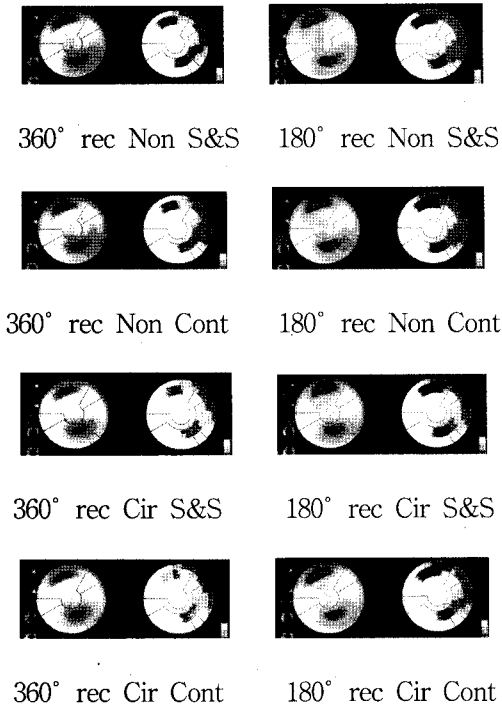 360° rec Non S&S 180° rec Non S&S
360° rec Non Cont 180° rec Non Cont
360° rec Cir S&S 180° rec Cir S&S
360° rec Cir Cont 180° rec Cir Cont